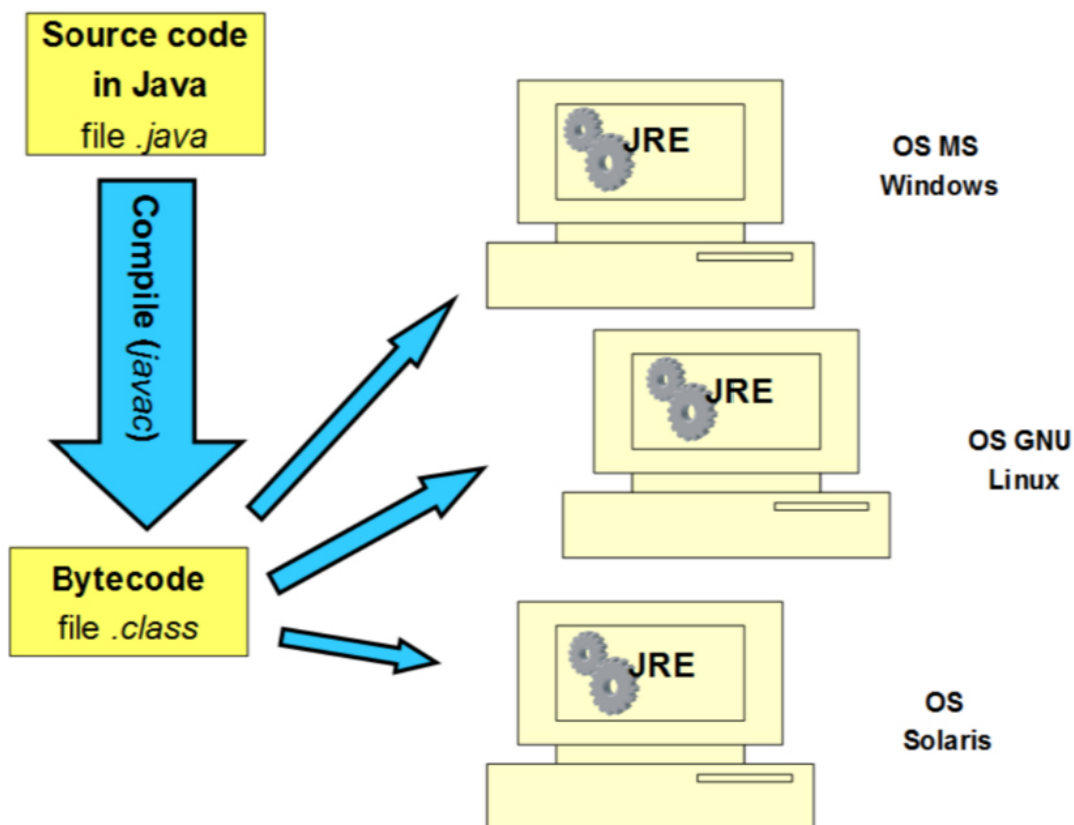 Source code
in Java
file .java
Compile (javac)
Bytecode
file .class
JRE
OS MS
Windows
JRE
OS GNU
Linux
JRE
OS
Solaris